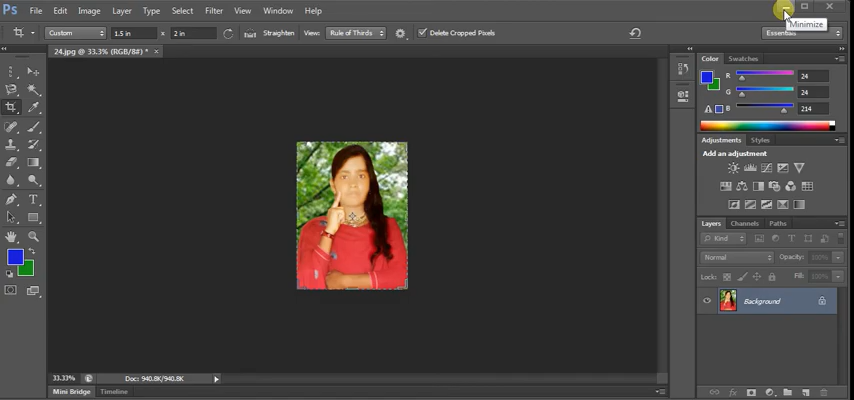 Ps File Edit Image Layer Type Select Filter View Window Help
Minimize
Custom 1.5 in x 2 in Straighten View: Rule of Thirds Delete Cropped Pixels Essentials
24.jpg @ 33.3% (RGB/8#) * ×
Color Swatches
R 24
G 24
B 214
Adjustments Styles
Add an adjustment
Layers Channels Paths
Kind
Normal Opacity: 100%
Lock: Fill: 100%
Background
33.33% Doc: 940.8K/940.8K
Mini Bridge Timeline
fx
T